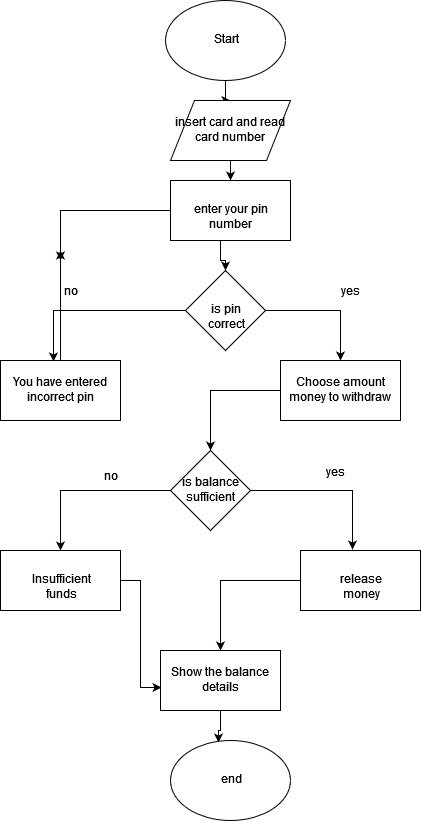 Start
insert card and read
card number
enter your pin
number
no
yes
is pin
correct
You have entered
incorrect pin
Choose amount
money to withdraw
no
yes
is balance
sufficient
Insufficient
funds
release
money
Show the balance
details
end